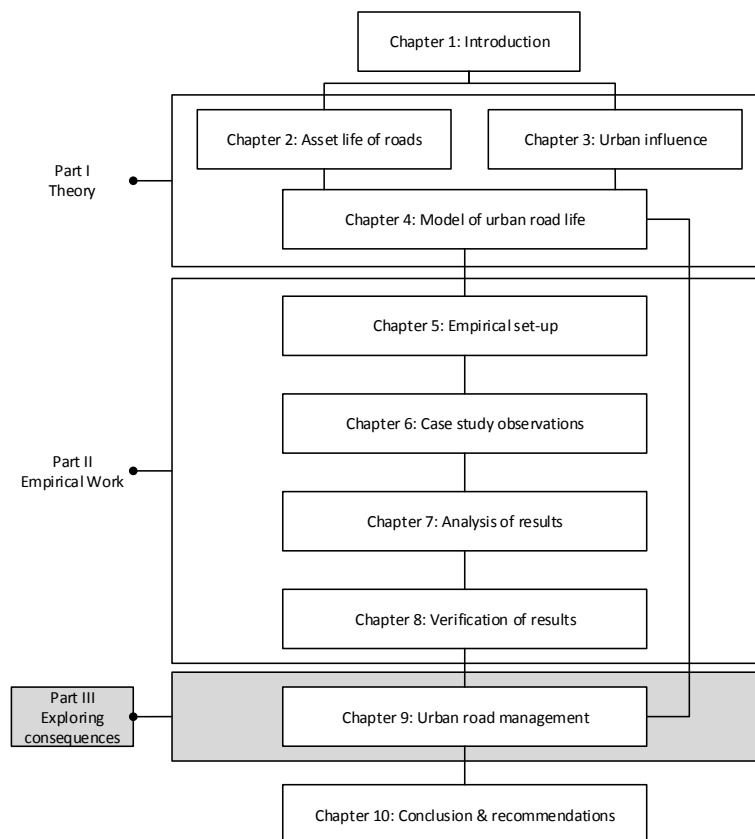 Chapter 1: Introduction
Chapter 2: Asset life of roads
Chapter 3: Urban influence
Part I
Theory
Chapter 4: Model of urban road life
Chapter 5: Empirical set-up
Chapter 6: Case study observations
Part II
Empirical Work
Chapter 7: Analysis of results
Chapter 8: Verification of results
Part III
Exploring
consequences
Chapter 9: Urban road management
Chapter 10: Conclusion & recommendations